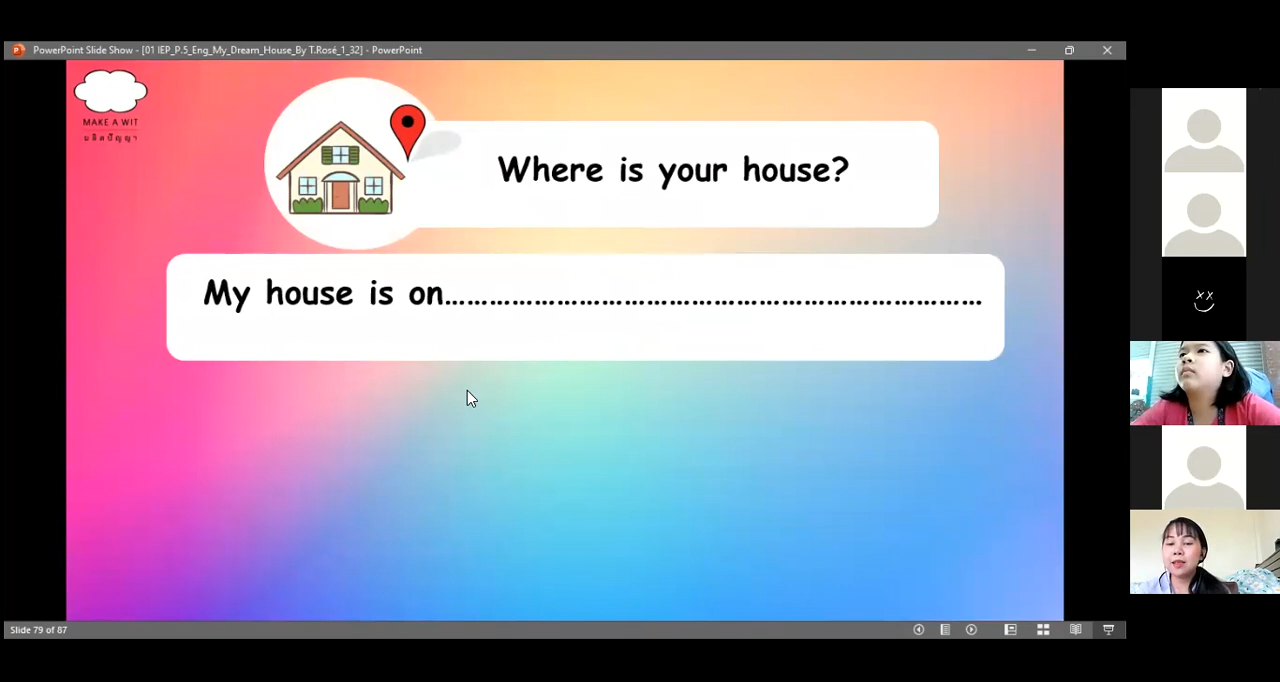 PowerPoint Slide Show - [01 IEP_P.5_Eng_My_Dream_House_By T.Rosé_1_32] - PowerPoint
MAKE A WIT
Where is your house?
My house is on................................................
Slide 79 of 87